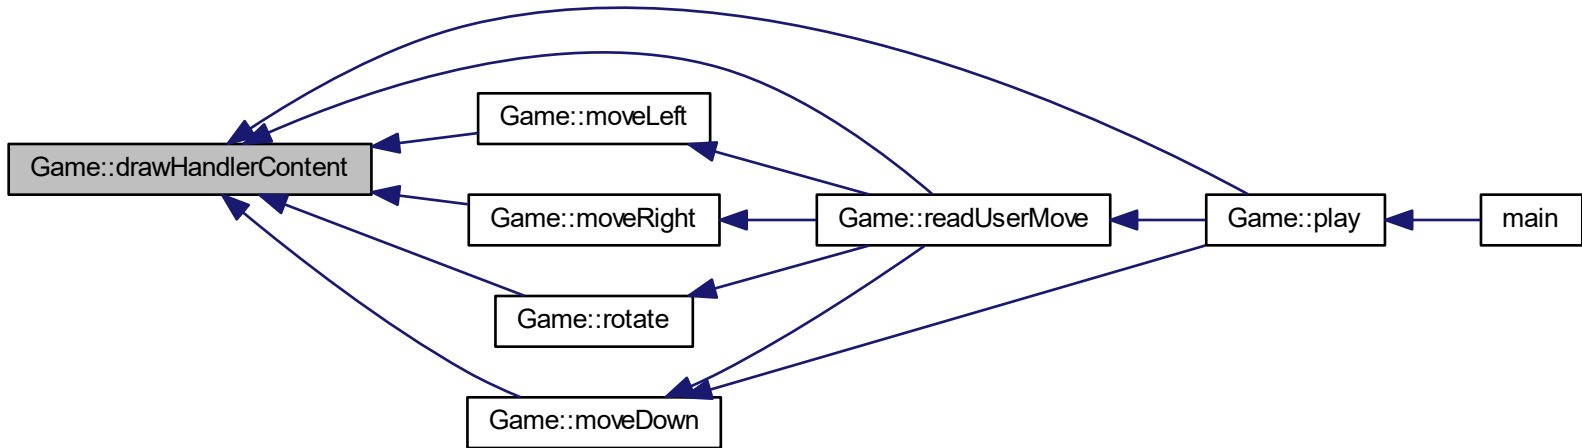 Game::drawHandlerContent
Game::moveLeft
Game::moveRight
Game::rotate
Game::moveDown
Game::readUserMove
Game::play
main